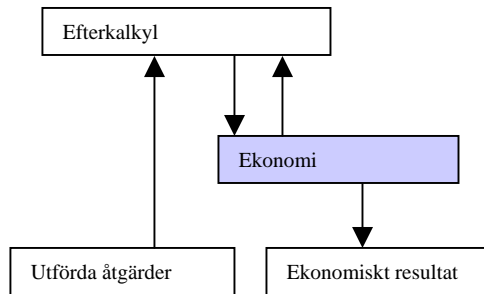 Efterkalkyl
Ekonomi
Utförda åtgärder
Ekonomiskt resultat